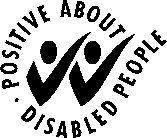 • POSITIVE ABOUT
• DISABLED PEOPLE